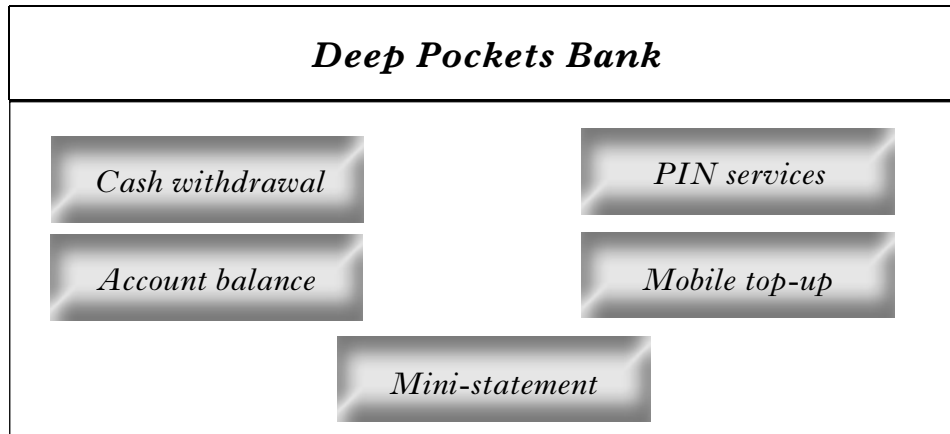 Deep Pockets Bank
Cash withdrawal
PIN services
Account balance
Mobile top-up
Mini-statement